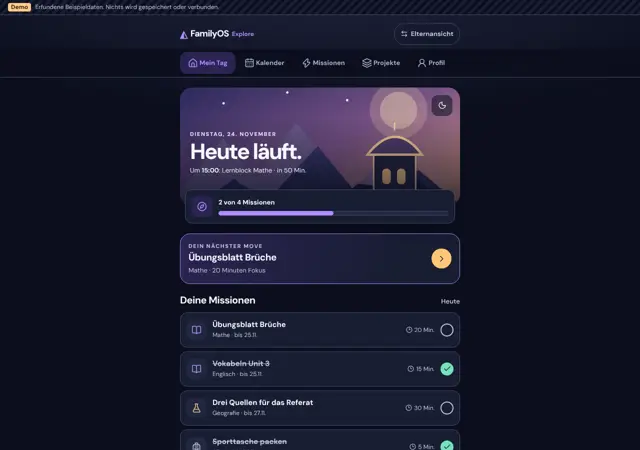 Demo Erfundene Beispieldaten. Nichts wird gespeichert oder verbunden.
FamilyOS Explore
Elternansicht
Mein Tag Kalender Missionen Projekte Profil
DIENSTAG, 24. NOVEMBER
Heute läuft.
Um 15:00: Lernblock Mathe · in 50 Min.
2 von 4 Missionen
DEIN NÄCHSTER MOVE
Übungsblatt Brüche
Mathe · 20 Minuten Fokus
Deine Missionen Heute
Übungsblatt Brüche
Mathe · bis 25.11.
20 Min.
Vokabeln Unit 3
Englisch · bis 25.11.
15 Min.
Drei Quellen für das Referat
Geografie · bis 27.11.
30 Min.
Sporttasche packen
5 Min.